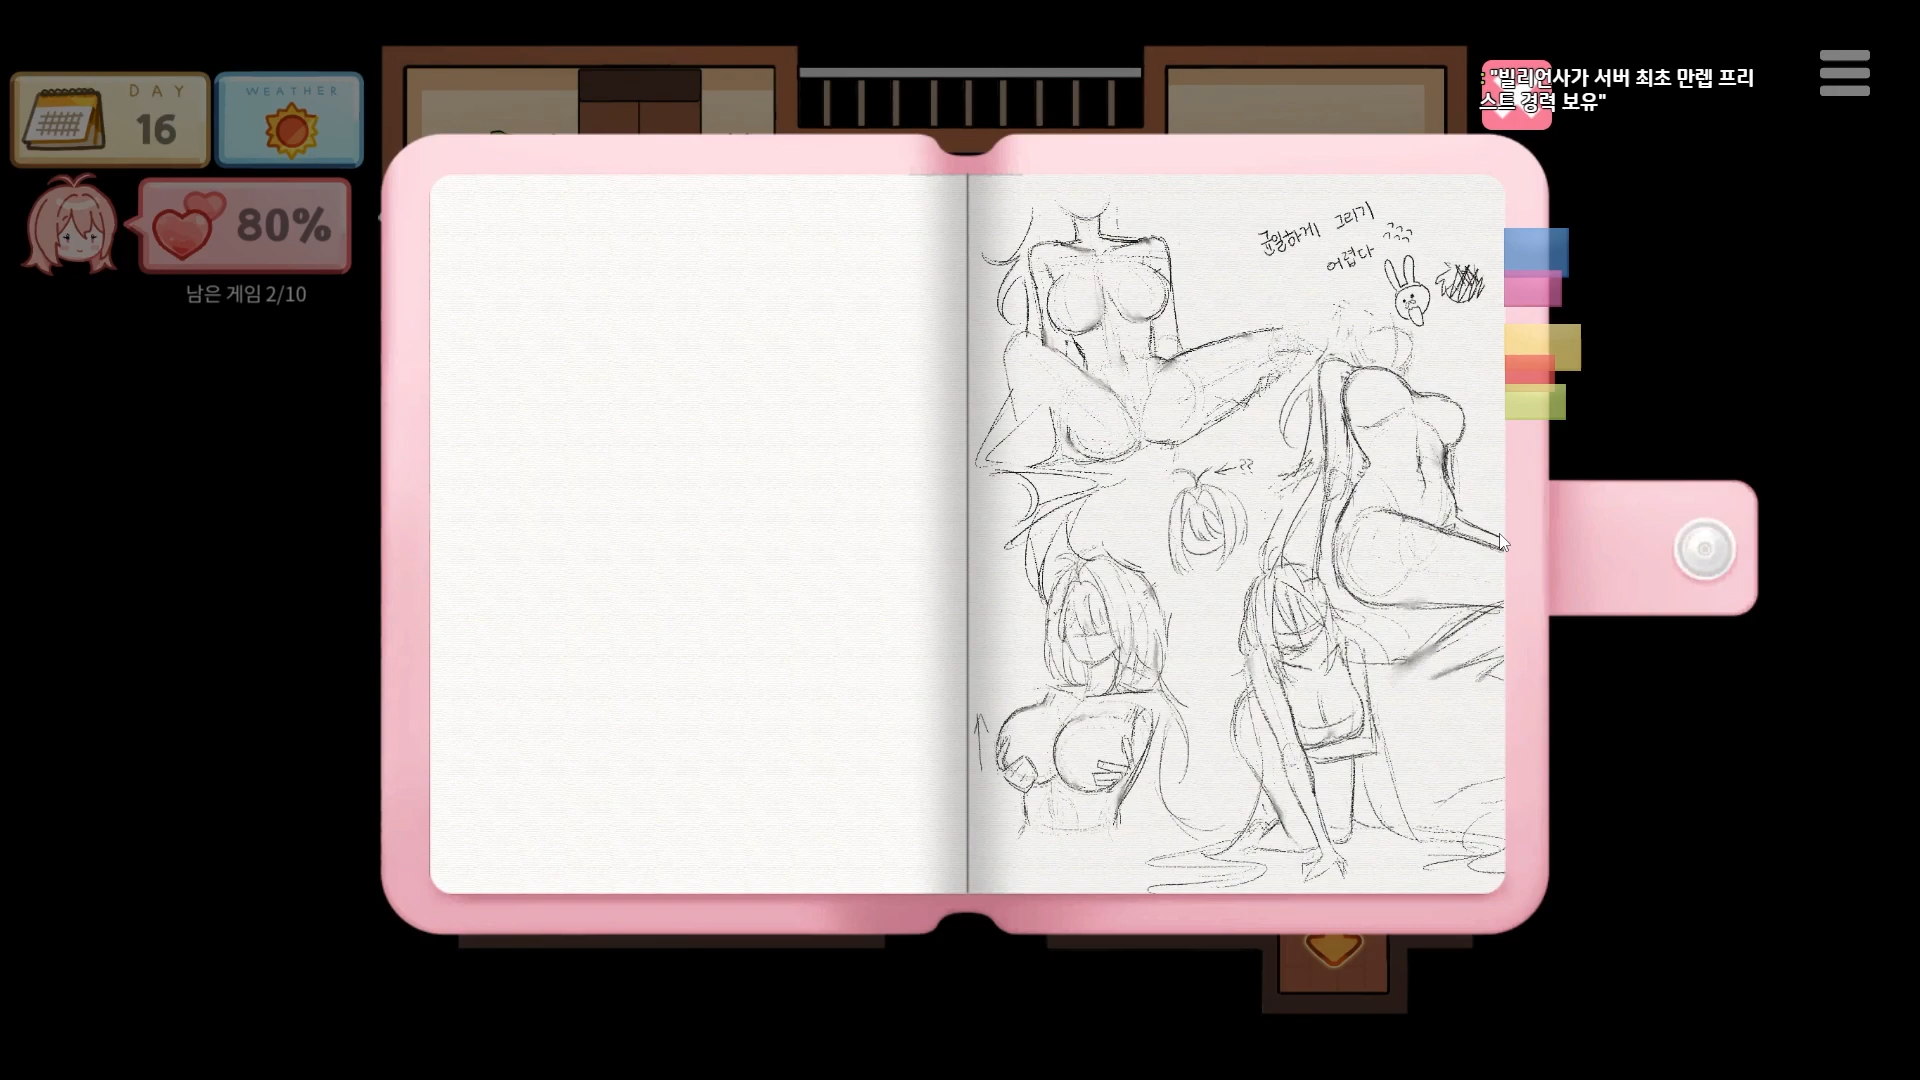 DAY
16
WEATHER
80%
남은 게임 2/10
: "빌리언사가 서버 최초 만렙 프리
스트 경력 보유"
균일하게 그리기
어렵다 ㅋㅋㅋ
??